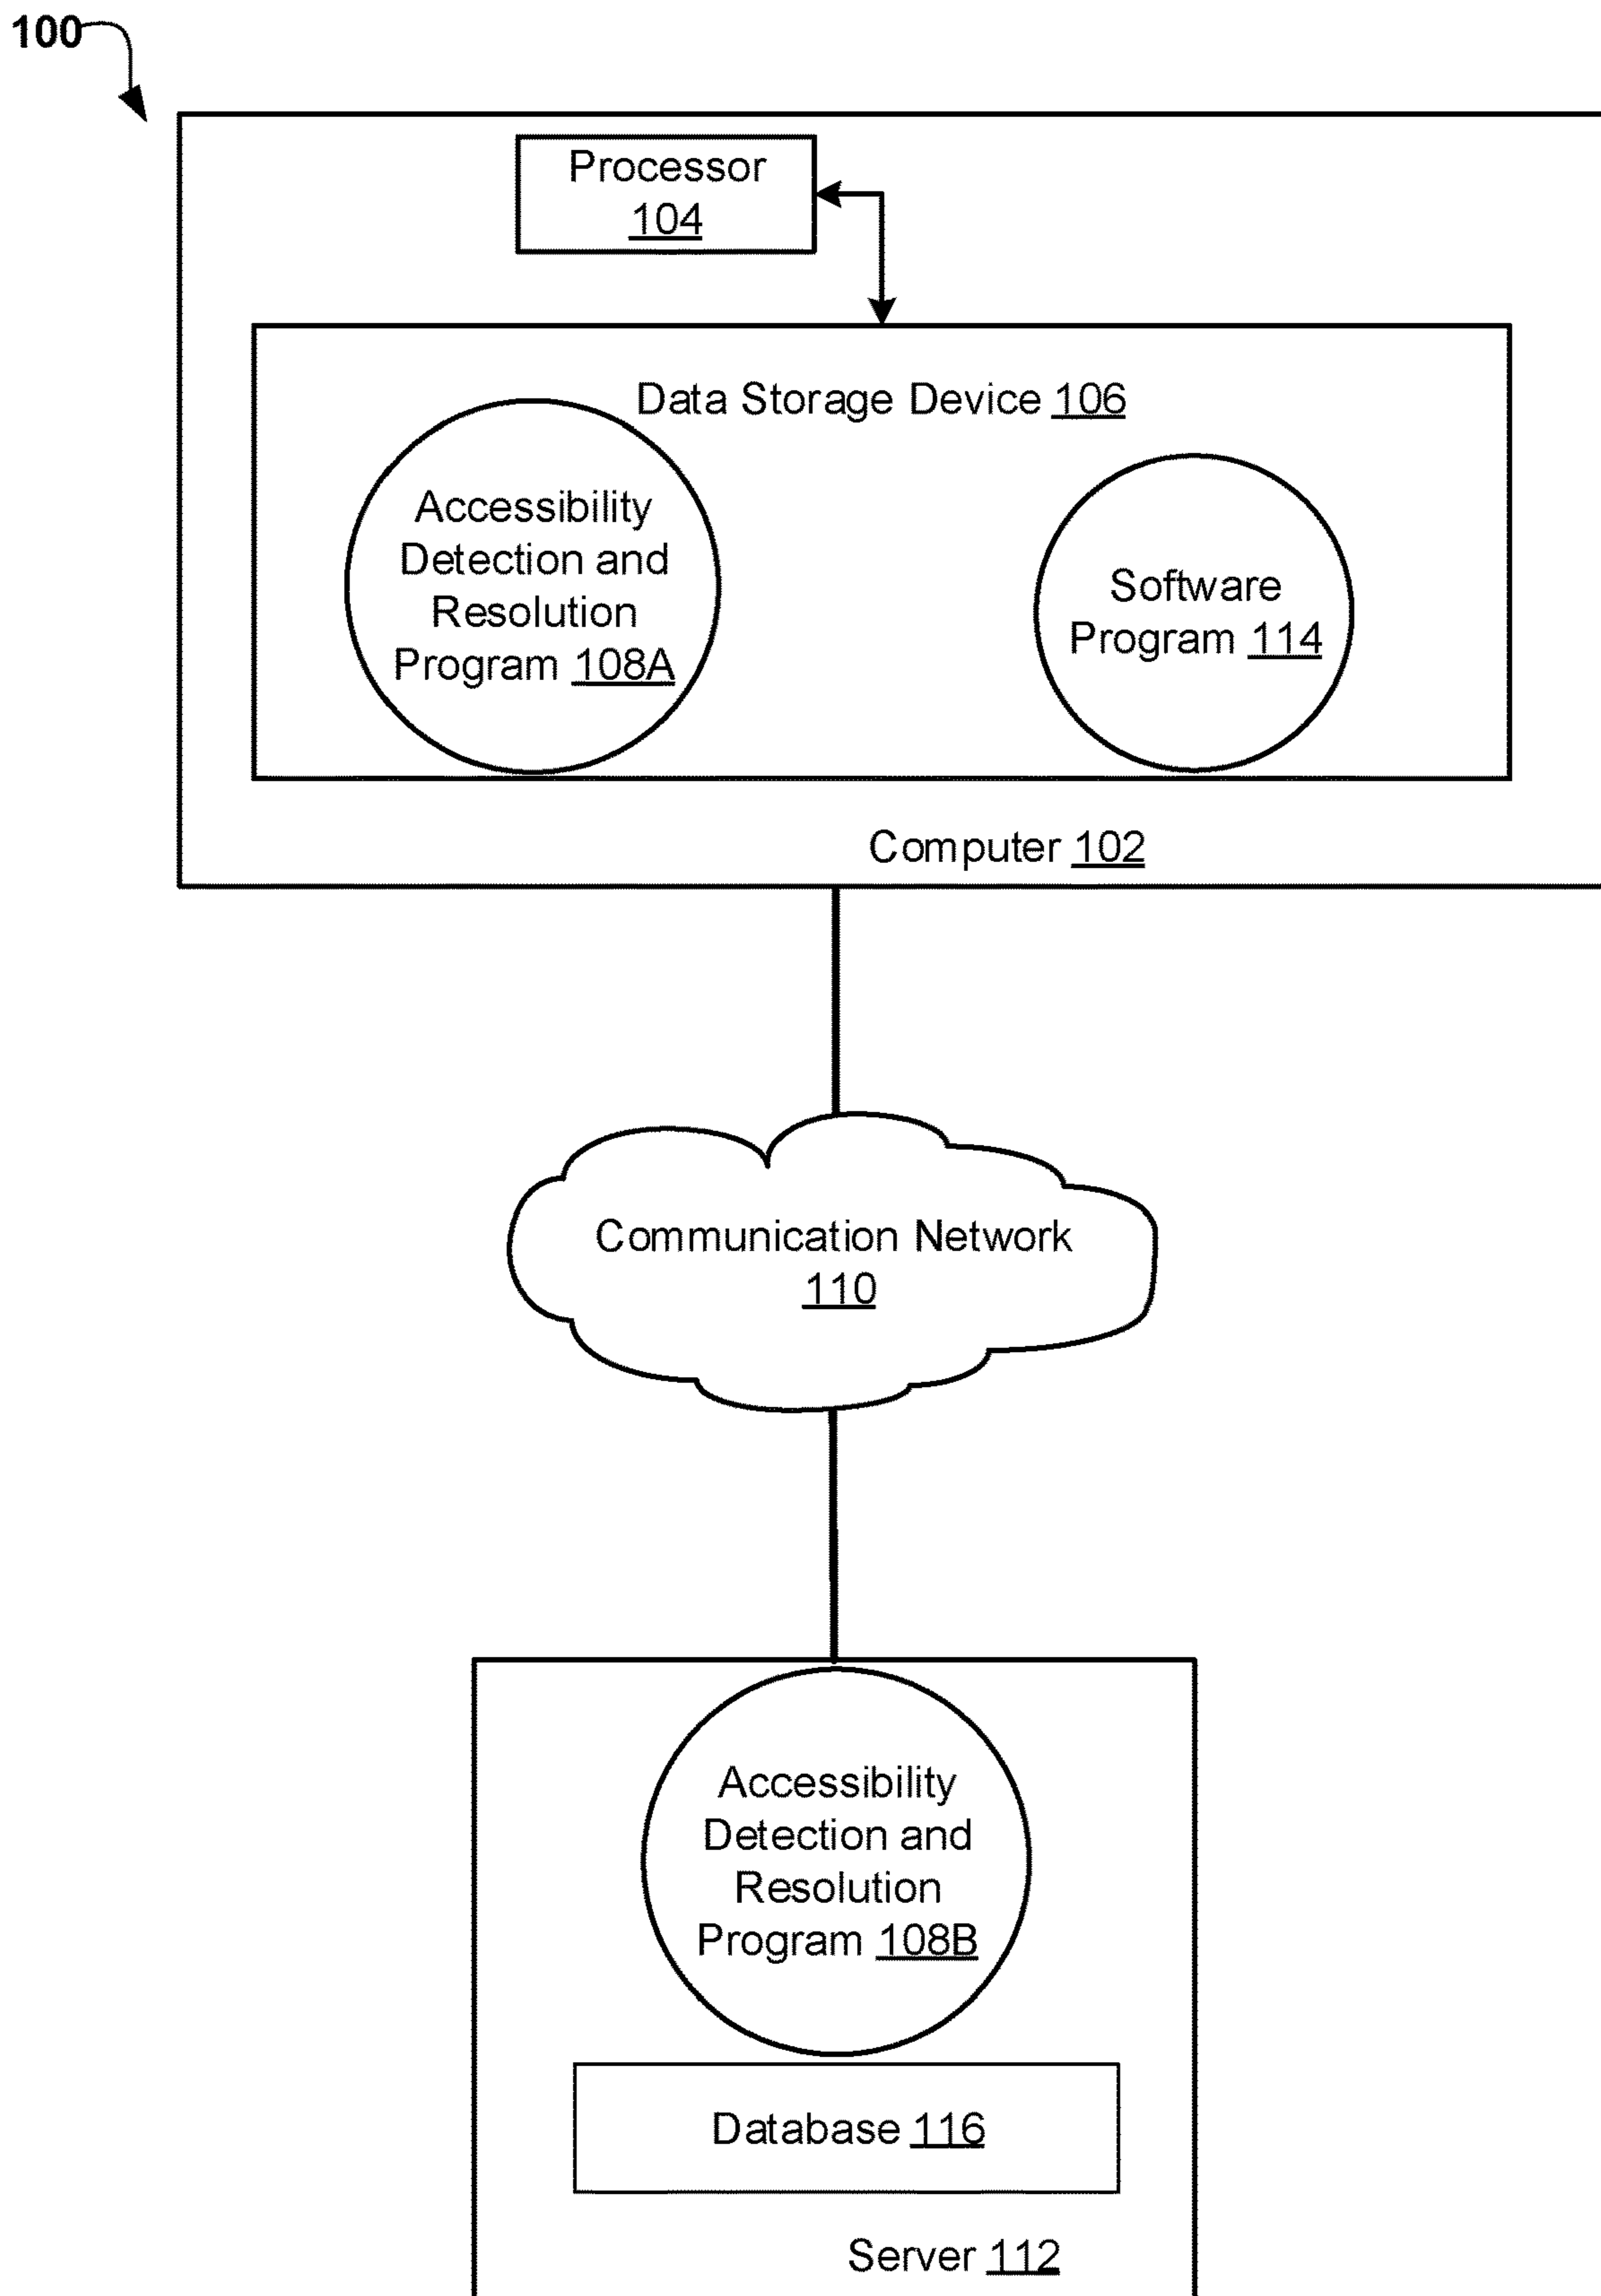 100
Processor
104
Data Storage Device 106
Accessibility
Detection and
Resolution
Program 108A
Software
Program 114
Computer 102
Communication Network
110
Accessibility
Detection and
Resolution
Program 108B
Database 116
Server 112